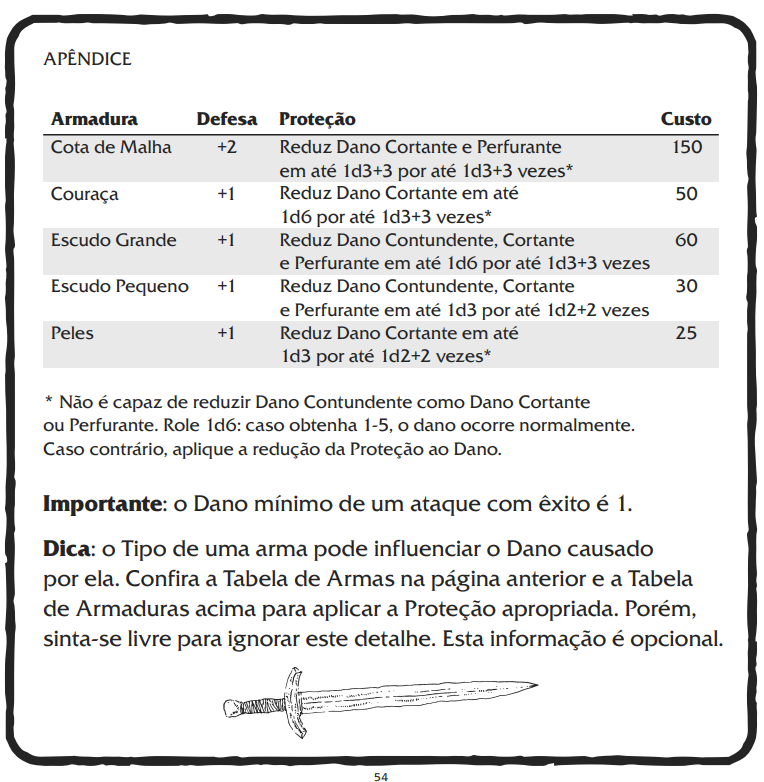 APÊNDICE
Armadura Defesa Proteção Custo
Cota de Malha +2 Reduz Dano Cortante e Perfurante 150
em até 1d3+3 por até 1d3+3 vezes*
Couraça +1 Reduz Dano Cortante em até 50
1d6 por até 1d3+3 vezes*
Escudo Grande +1 Reduz Dano Contundente, Cortante 60
e Perfurante em até 1d6 por até 1d3+3 vezes
Escudo Pequeno +1 Reduz Dano Contundente, Cortante 30
e Perfurante em até 1d3 por até 1d2+2 vezes
Peles +1 Reduz Dano Cortante em até 25
1d3 por até 1d2+2 vezes*
* Não é capaz de reduzir Dano Contundente como Dano Cortante
ou Perfurante. Role 1d6: caso obtenha 1-5, o dano ocorre normalmente.
Caso contrário, aplique a redução da Proteção ao Dano.
Importante: o Dano mínimo de um ataque com êxito é 1.
Dica: o Tipo de uma arma pode influenciar o Dano causado
por ela. Confira a Tabela de Armas na página anterior e a Tabela
de Armaduras acima para aplicar a Proteção apropriada. Porém,
sinta-se livre para ignorar este detalhe. Esta informação é opcional.
54